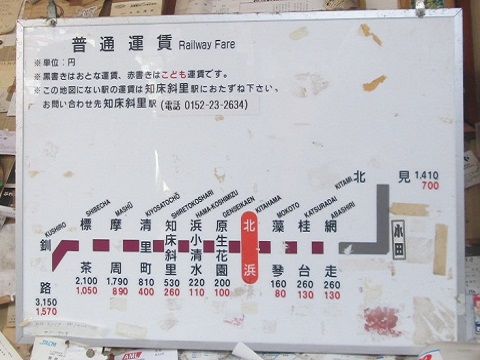 普通運賃 Railway Fare
※単位：円
※黒書きはおとな運賃、赤書きはこども運賃です。
※この地図にない駅の運賃は知床斜里駅におたずね下さい。
お問い合わせ先 知床斜里駅 (電話 0152-23-2634)
KUSHIRO
釧路
3,150
1,570
SHIBECHA
標茶
2,100
1,050
MASHŪ
摩周
1,790
890
KIYOSATOCHŌ
清里町
810
400
SHIRETOKOSHARI
知床斜里
530
260
HAMA-KOSHIMIZU
浜小清水
220
110
GENSEIKAEN
原生花園
200
100
KITAHAMA
北浜
MOKOTO
藻琴
160
80
KATSURADAI
桂台
260
130
ABASHIRI
網走
260
130
KITAMI
北見
1,410
700